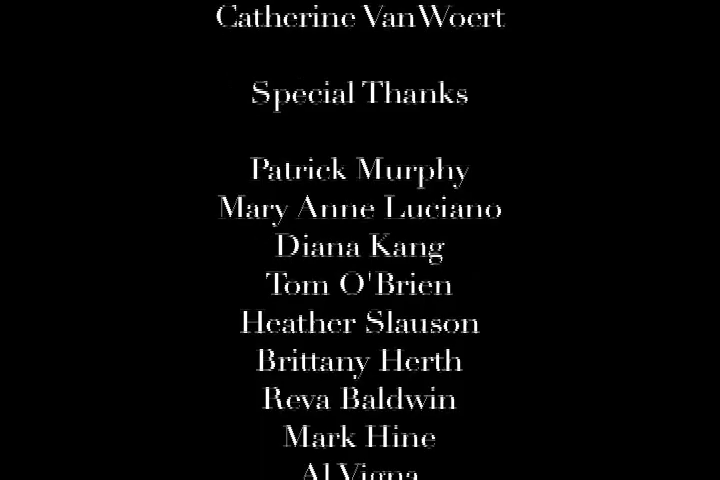 Catherine VanWoert
Special Thanks
Patrick Murphy
Mary Anne Luciano
Diana Kang
Tom O'Brien
Heather Slauson
Brittany Herth
Reva Baldwin
Mark Hine
Al Vigna